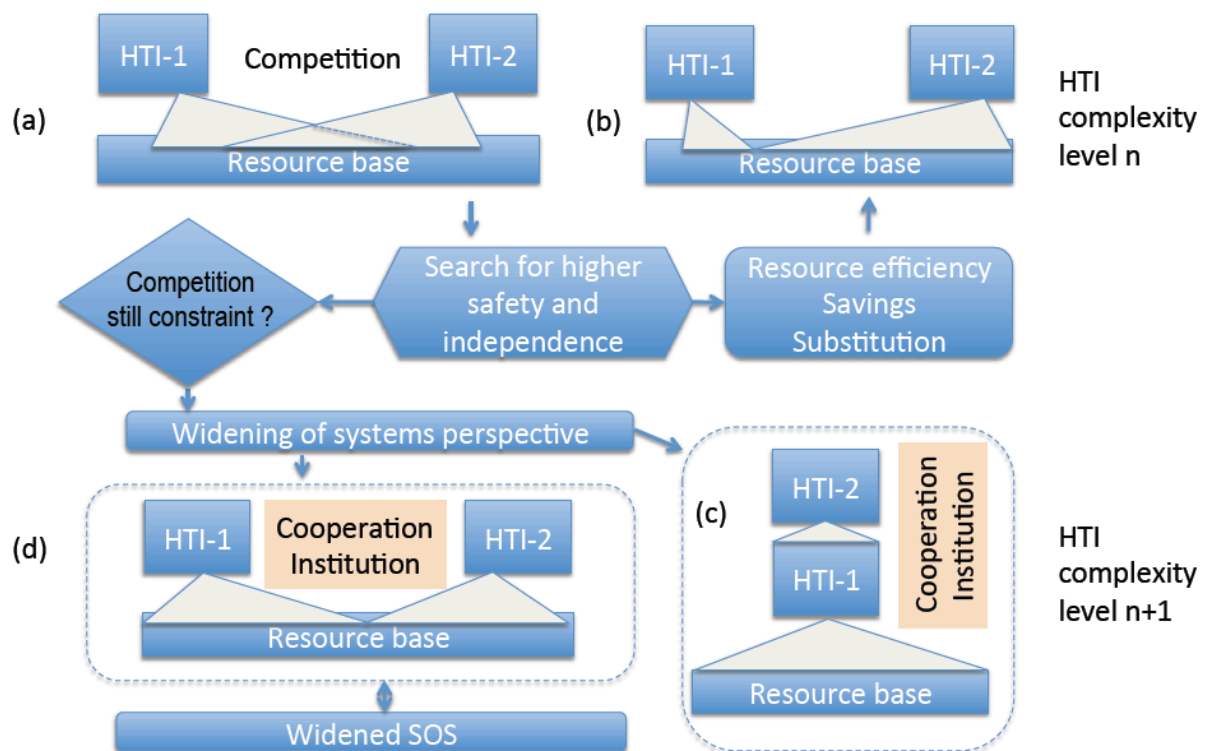 HTI-1
Competition
HTI-2
(a)
Resource base
HTI-1
HTI-2
(b)
Resource base
HTI
complexity
level n
Competition
still constraint ?
Search for higher
safety and
independence
Resource efficiency
Savings
Substitution
Widening of systems perspective
(d)
HTI-1
Cooperation
Institution
HTI-2
Resource base
Widened SOS
(c)
HTI-2
HTI-1
Cooperation
Institution
Resource base
HTI
complexity
level n+1